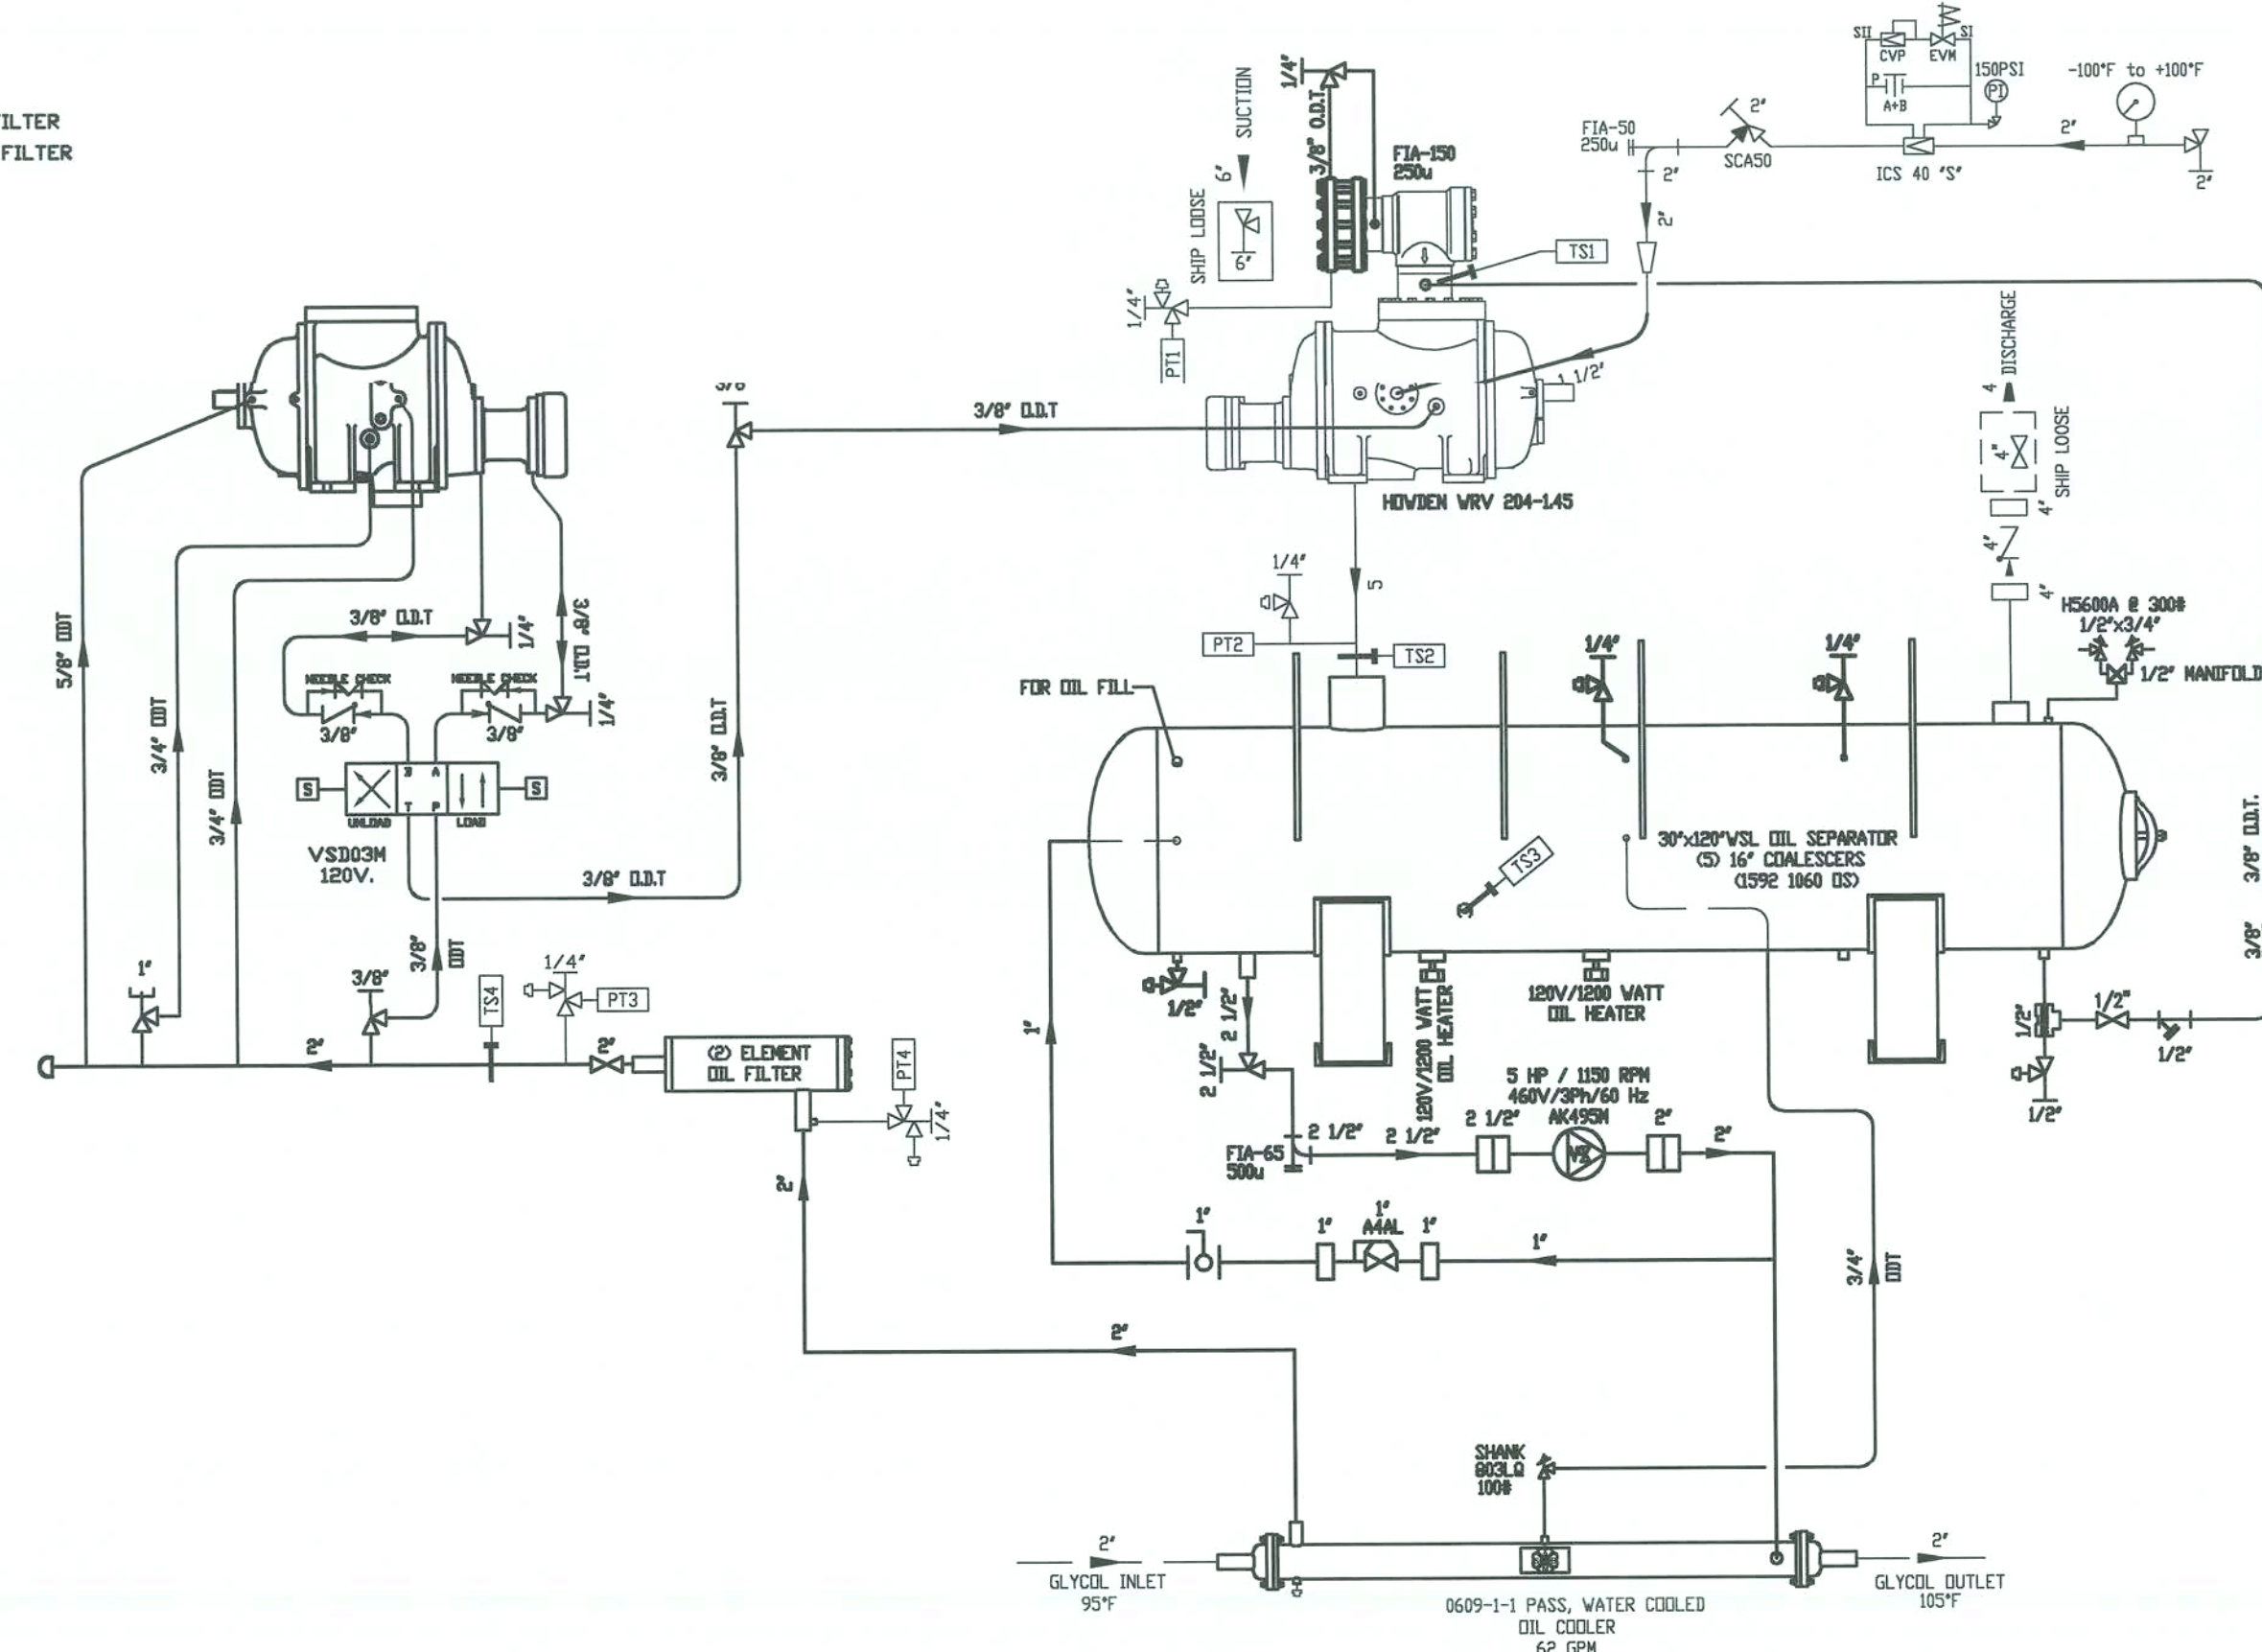 FILTER
SII
SI
CVP
EVM
150PSI
PI
P
A+B
-100°F to +100°F
FIA-50
250u
2"
SCA50
ICS 40 "S"
2"
2"
2"
2"
SUCTION
6"
6"
SHIP LOOSE
1/4"
3/8" O.D.T
FIA-150
250u
TS1
1/4"
PT1
1 1/2"
HOWDEN WRV 204-1.45
3/8" O.D.T
DISCHARGE
4
4"
SHIP LOOSE
4"
4"
4"
H5600A @ 300#
1/2"x3/4"
1/2" MANIFOLD
5
1/4"
PT2
TS2
1/4"
1/4"
FOR OIL FILL
5/8" ODT
3/4" ODT
3/4" ODT
3/8" O.D.T
1/4"
3/8" O.D.T
NEEDLE CHECK
NEEDLE CHECK
3/8"
3/8"
1/4"
S
B
A
T
P
S
UNLOAD
LOAD
VSD03M
120V.
3/8" O.D.T
3/8" O.D.T
30"x120"WSL OIL SEPARATOR
(5) 16" COALESCERS
(1592 1060 OS)
TS3
3/8" O.D.T.
3/8"
3/8"
ODT
1"
3/8"
TS4
1/4"
PT3
2"
2"
(2) ELEMENT
OIL FILTER
PT4
1/4"
1/2"
2 1/2"
2 1/2"
120V/1200 WATT
OIL HEATER
120V/1200 WATT
OIL HEATER
1/2"
1/2"
1/2"
1/2"
1"
5 HP / 1150 RPM
460V/3Ph/60 Hz
AK495M
2 1/2"
2 1/2"
2 1/2"
2"
2"
FIA-65
500u
2"
1"
1"
1"
A4AL
1"
1"
3/4"
ODT
2"
SHANK
803LQ
100#
2"
GLYCOL INLET
95°F
2"
GLYCOL OUTLET
105°F
0609-1-1 PASS, WATER COOLED
OIL COOLER
62 GPM